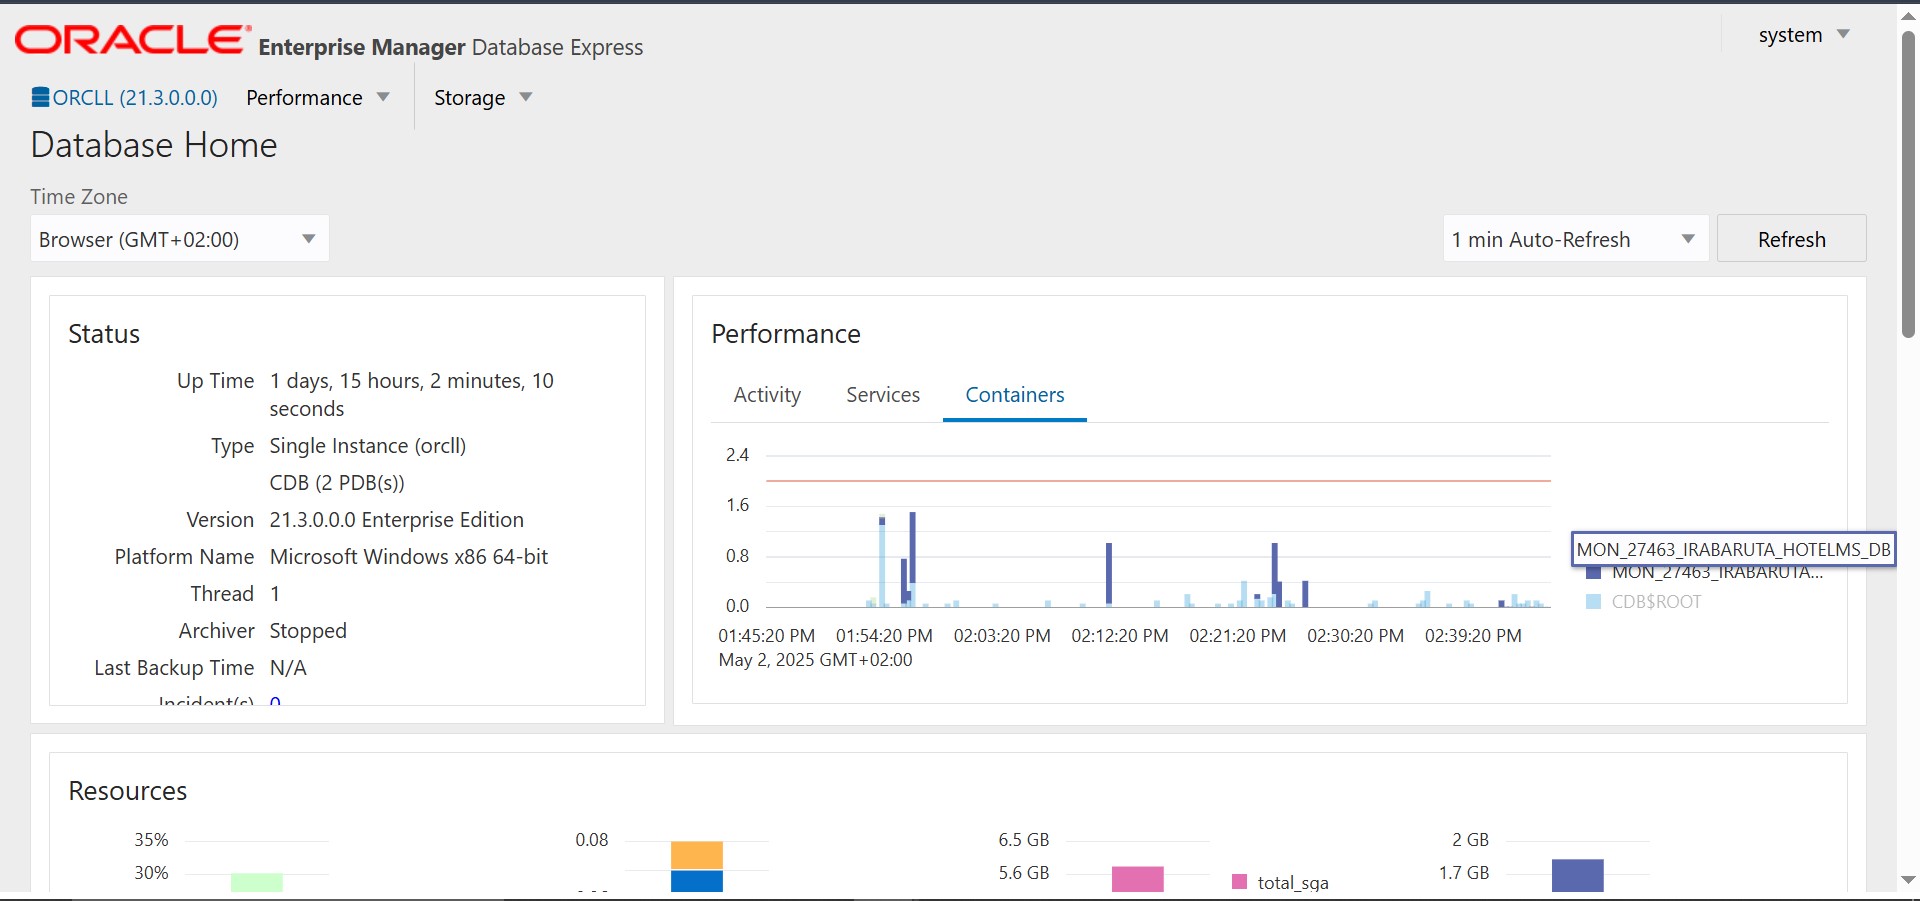 ORACLE® Enterprise Manager Database Express
system
ORCLL (21.3.0.0.0) Performance Storage
Database Home
Time Zone
Browser (GMT+02:00)
1 min Auto-Refresh Refresh
Status
Up Time 1 days, 15 hours, 2 minutes, 10
seconds
Type Single Instance (orcll)
CDB (2 PDB(s))
Version 21.3.0.0.0 Enterprise Edition
Platform Name Microsoft Windows x86 64-bit
Thread 1
Archiver Stopped
Last Backup Time N/A
Incident(s) 0
Performance
Activity Services Containers
2.4
1.6
0.8
0.0
01:45:20 PM 01:54:20 PM 02:03:20 PM 02:12:20 PM 02:21:20 PM 02:30:20 PM 02:39:20 PM
May 2, 2025 GMT+02:00
MON_27463_IRABARUTA_HOTELMS_DB
MON_27463_IRABARUTA...
CDB$ROOT
Resources
35%
30%
0.08
6.5 GB
5.6 GB
total_sga
2 GB
1.7 GB